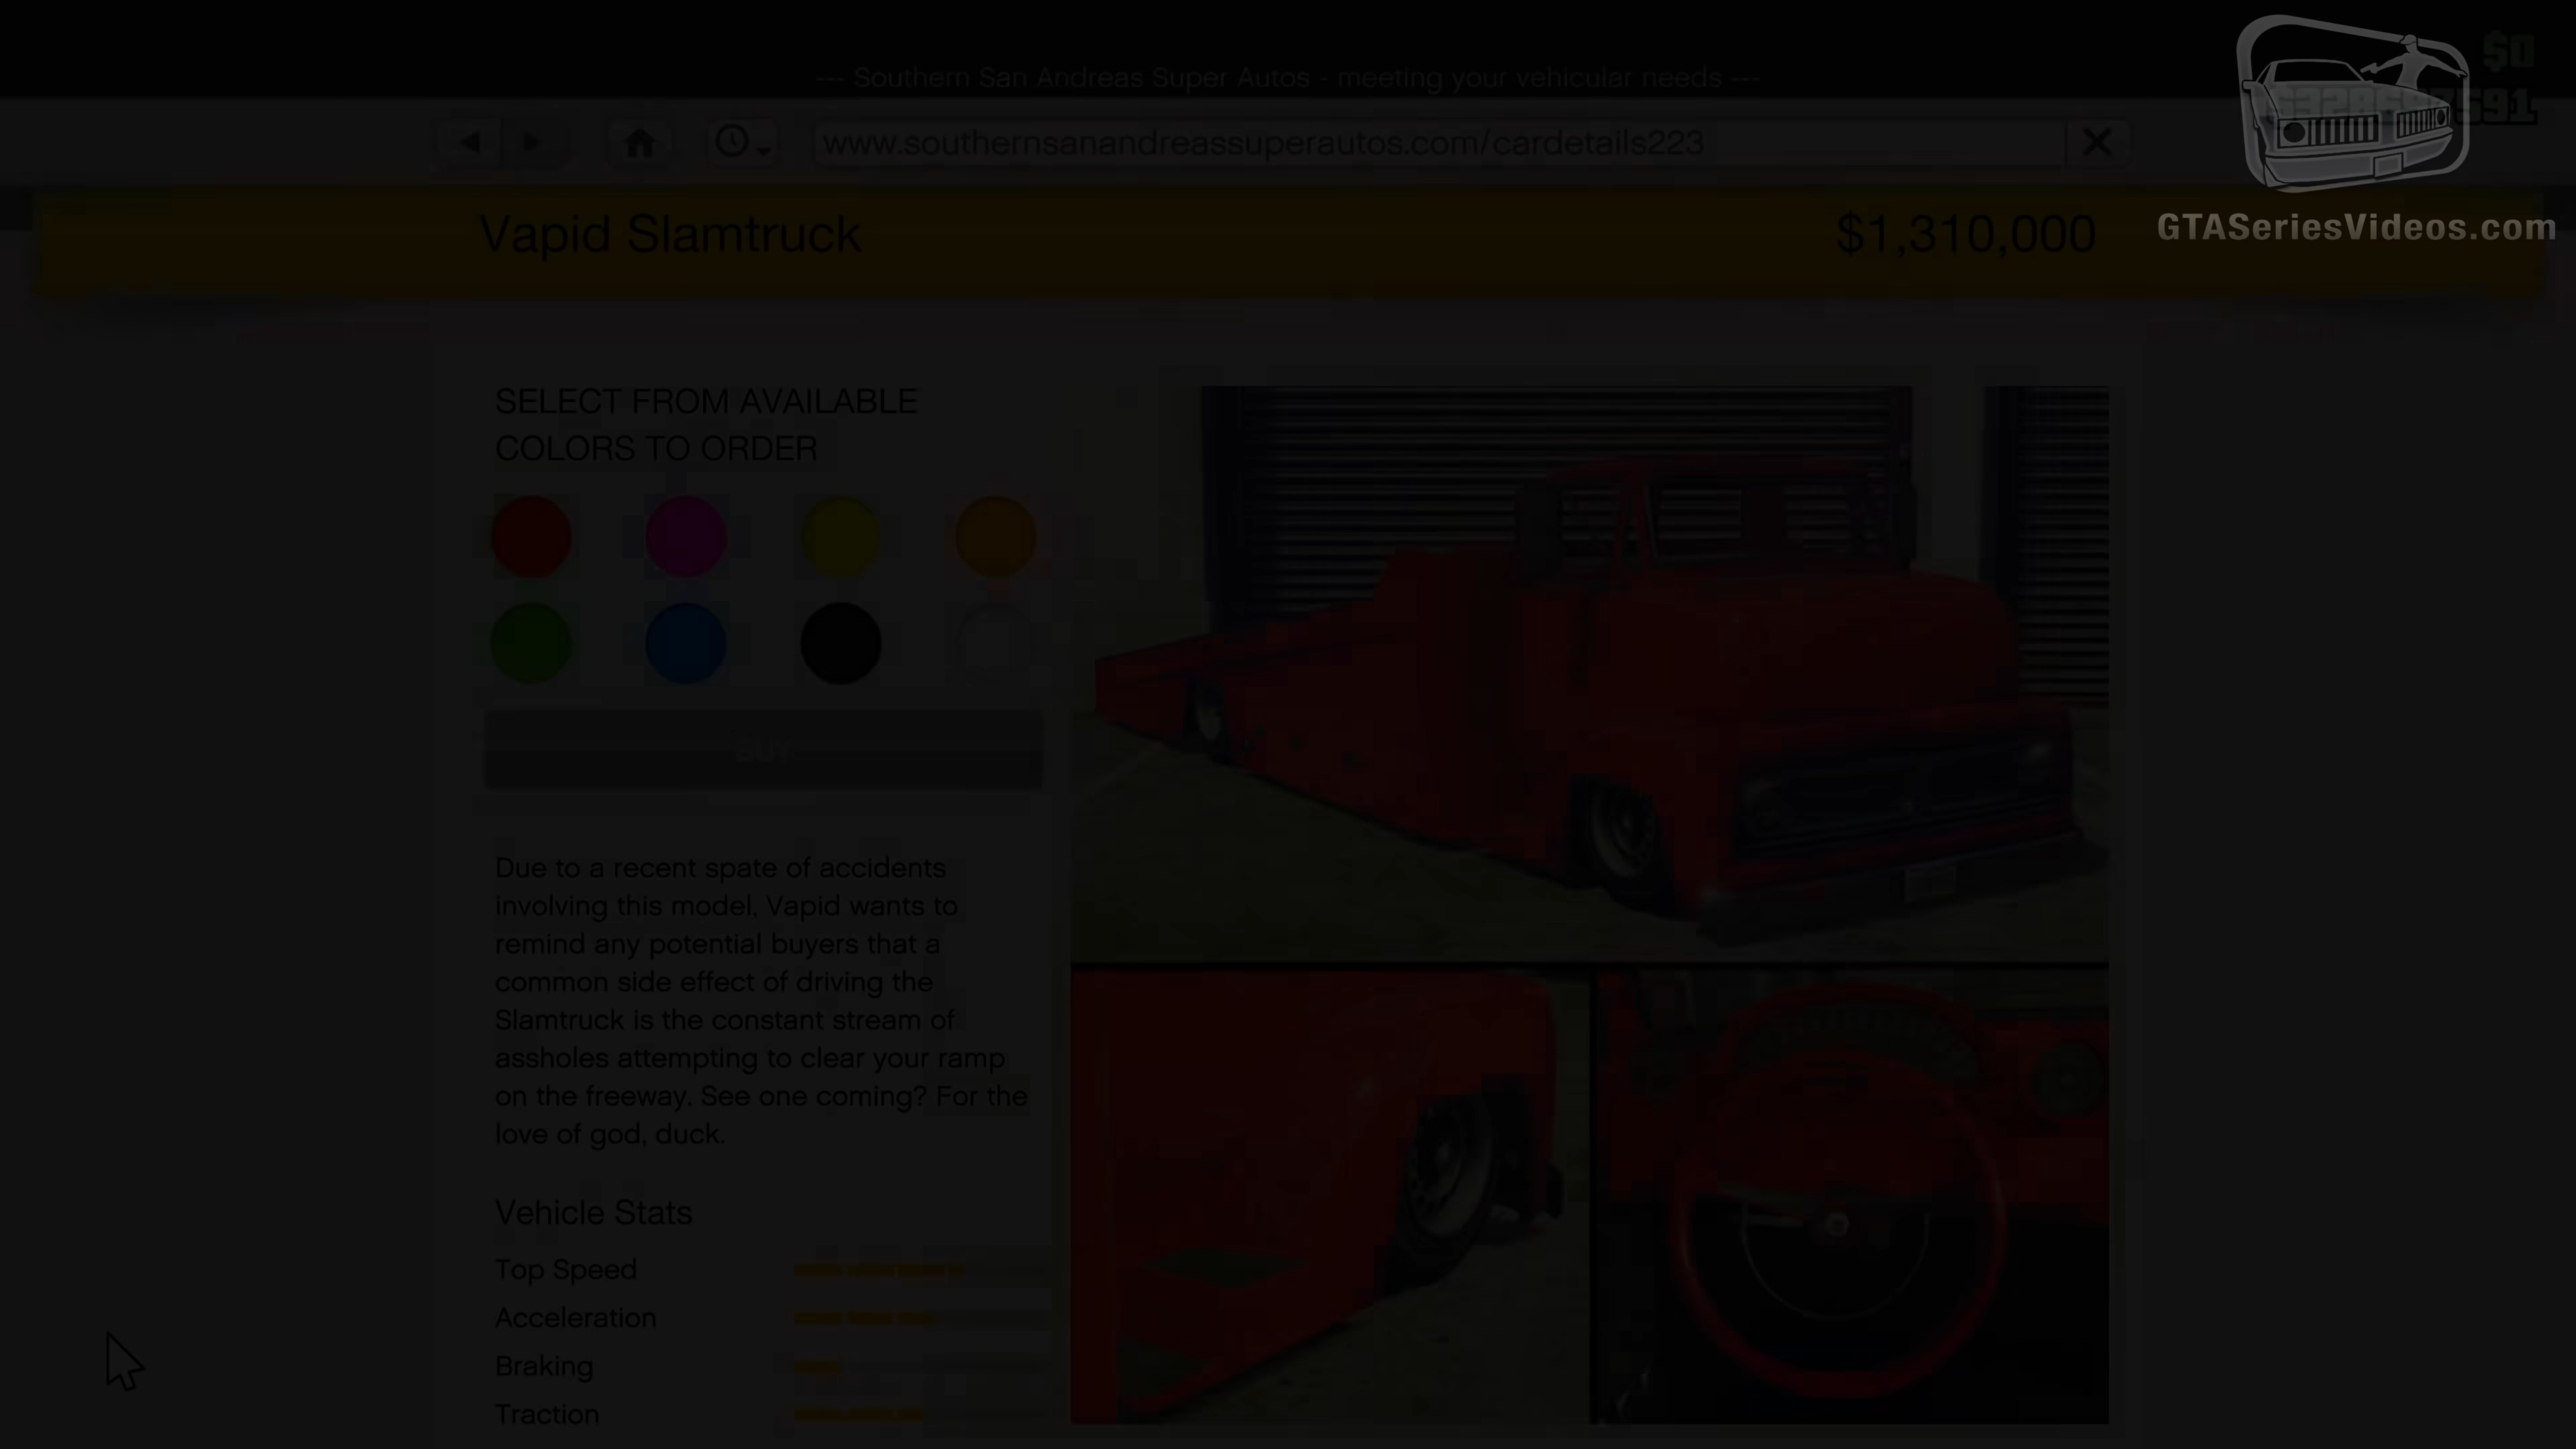 --- Southern San Andreas Super Autos - meeting your vehicular needs ---
$0
www.southernsanandreassuperautos.com/cardetails223
Vapid Slamtruck
$1,310,000
GTASeriesVideos.com
SELECT FROM AVAILABLE
COLORS TO ORDER
BUY
Due to a recent spate of accidents
involving this model, Vapid wants to
remind any potential buyers that a
common side effect of driving the
Slamtruck is the constant stream of
assholes attempting to clear your ramp
on the freeway. See one coming? For the
love of god, duck.
Vehicle Stats
Top Speed
Acceleration
Braking
Traction